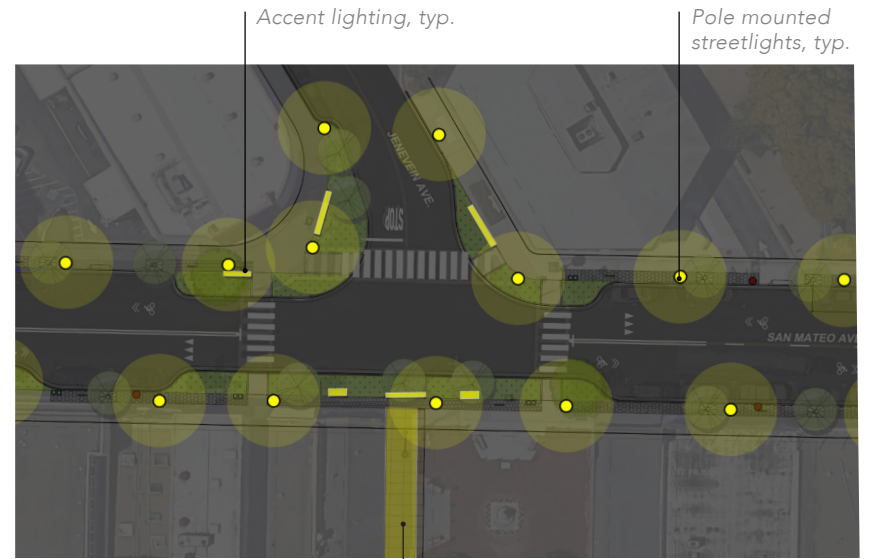 Accent lighting, typ.
Pole mounted
streetlights, typ.
JENEVEIN AVE.
STOP
SAN MATEO AVE